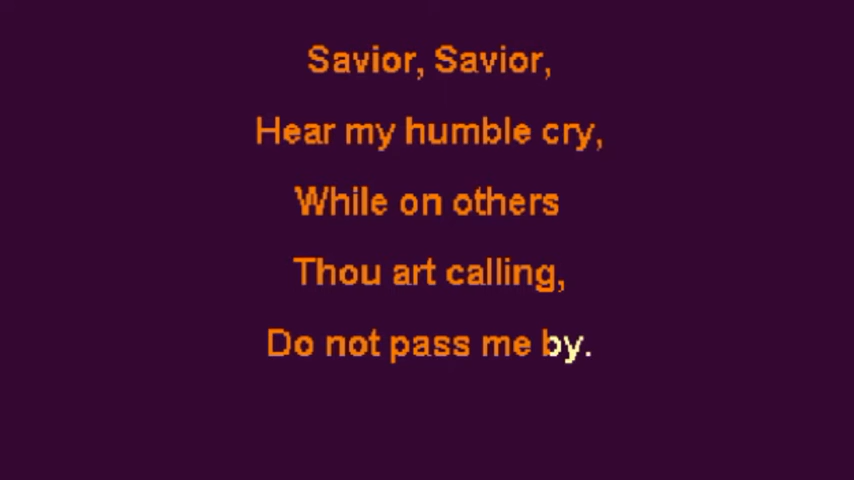 Savior, Savior,
Hear my humble cry,
While on others
Thou art calling,
Do not pass me by.